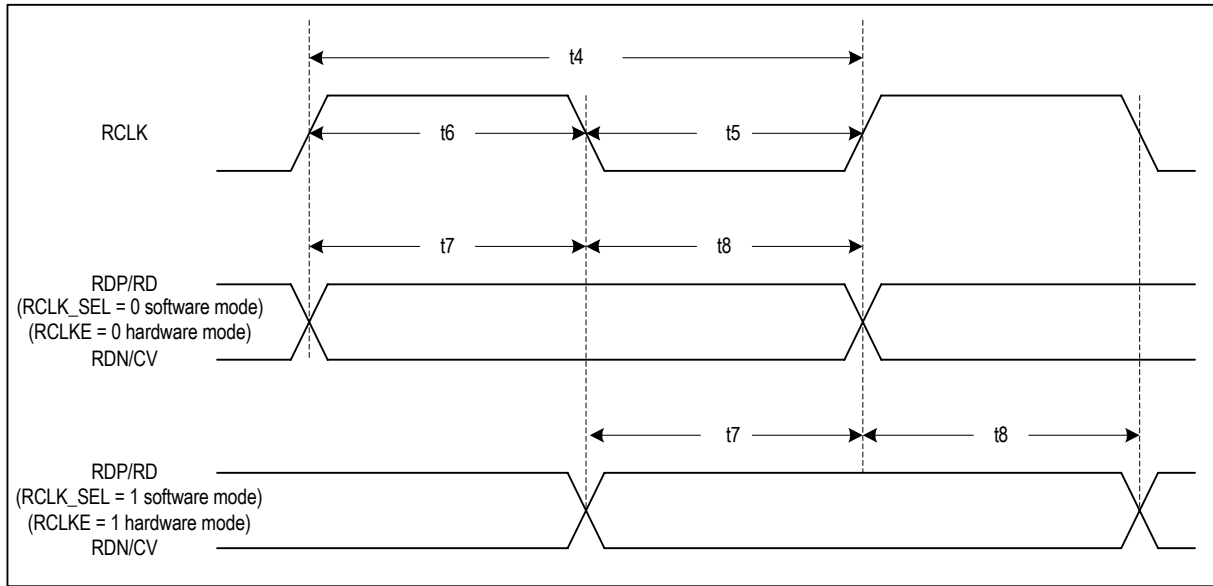 t4
RCLK
t6
t5
t7
t8
RDP/RD
(RCLK_SEL = 0 software mode)
(RCLKE = 0 hardware mode)
RDN/CV
t7
t8
RDP/RD
(RCLK_SEL = 1 software mode)
(RCLKE = 1 hardware mode)
RDN/CV